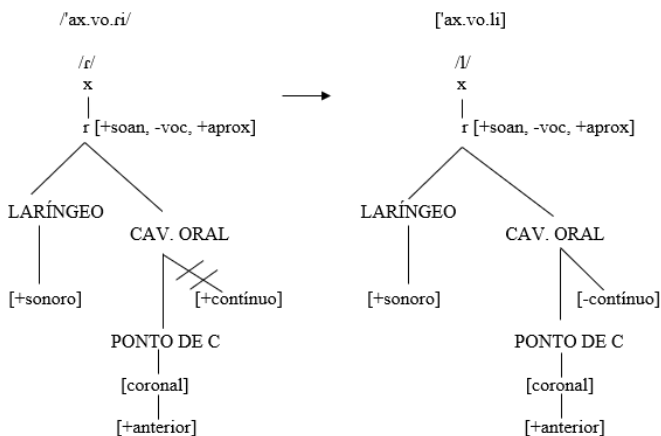 /'ax.vo.ɾi/ ['ax.vo.li]
/ɾ/ /l/
x x
r [+soan, -voc, +aprox] r [+soan, -voc, +aprox]
LARÍNGEO LARÍNGEO
CAV. ORAL CAV. ORAL
[+sonoro] [+contínuo] [+sonoro] [-contínuo]
PONTO DE C PONTO DE C
[coronal] [coronal]
[+anterior] [+anterior]